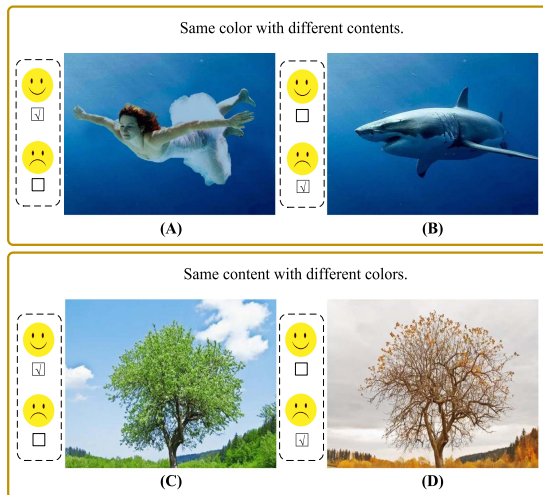 Same color with different contents.
√
√
(A)
(B)
Same content with different colors.
√
√
(C)
(D)